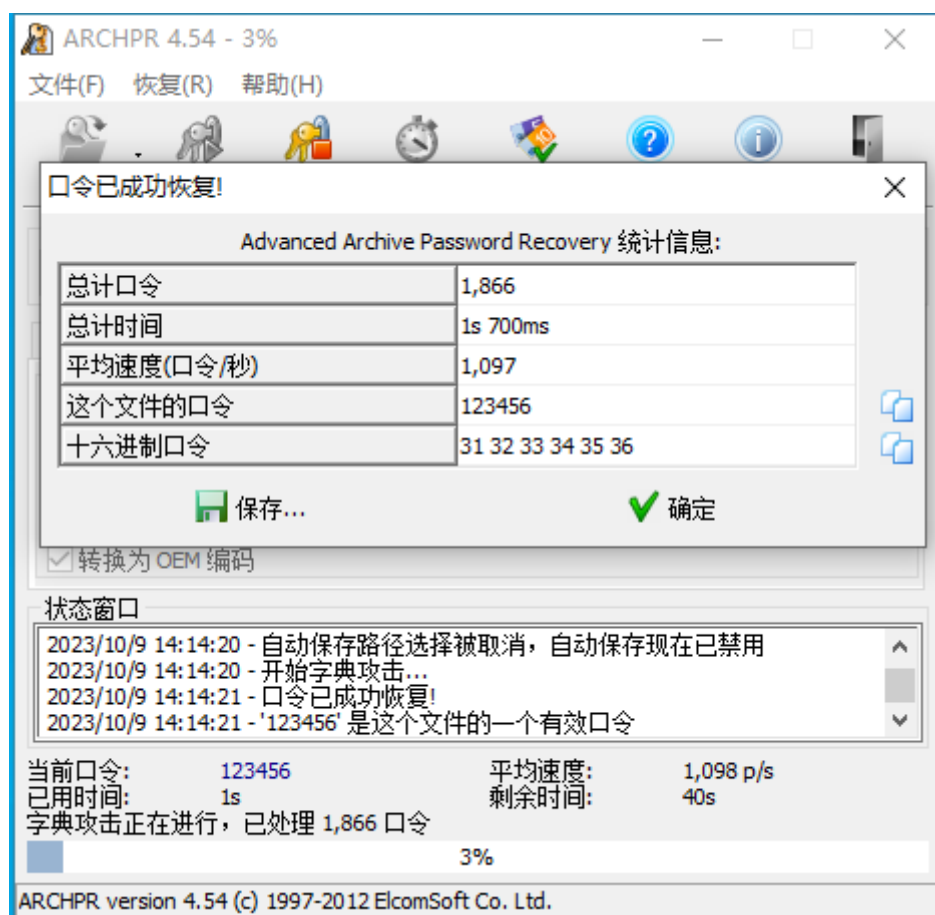 ARCHPR 4.54 - 3%
文件(F) 恢复(R) 帮助(H)
口令已成功恢复!
Advanced Archive Password Recovery 统计信息:
总计口令 1,866
总计时间 1s 700ms
平均速度(口令/秒) 1,097
这个文件的口令 123456
十六进制口令 31 32 33 34 35 36
保存... 确定
转换为 OEM 编码
状态窗口
2023/10/9 14:14:20 - 自动保存路径选择被取消，自动保存现在已禁用
2023/10/9 14:14:20 - 开始字典攻击...
2023/10/9 14:14:21 - 口令已成功恢复!
2023/10/9 14:14:21 - '123456' 是这个文件的一个有效口令
当前口令: 123456 平均速度: 1,098 p/s
已用时间: 1s 剩余时间: 40s
字典攻击正在进行，已处理 1,866 口令
3%
ARCHPR version 4.54 (c) 1997-2012 ElcomSoft Co. Ltd.